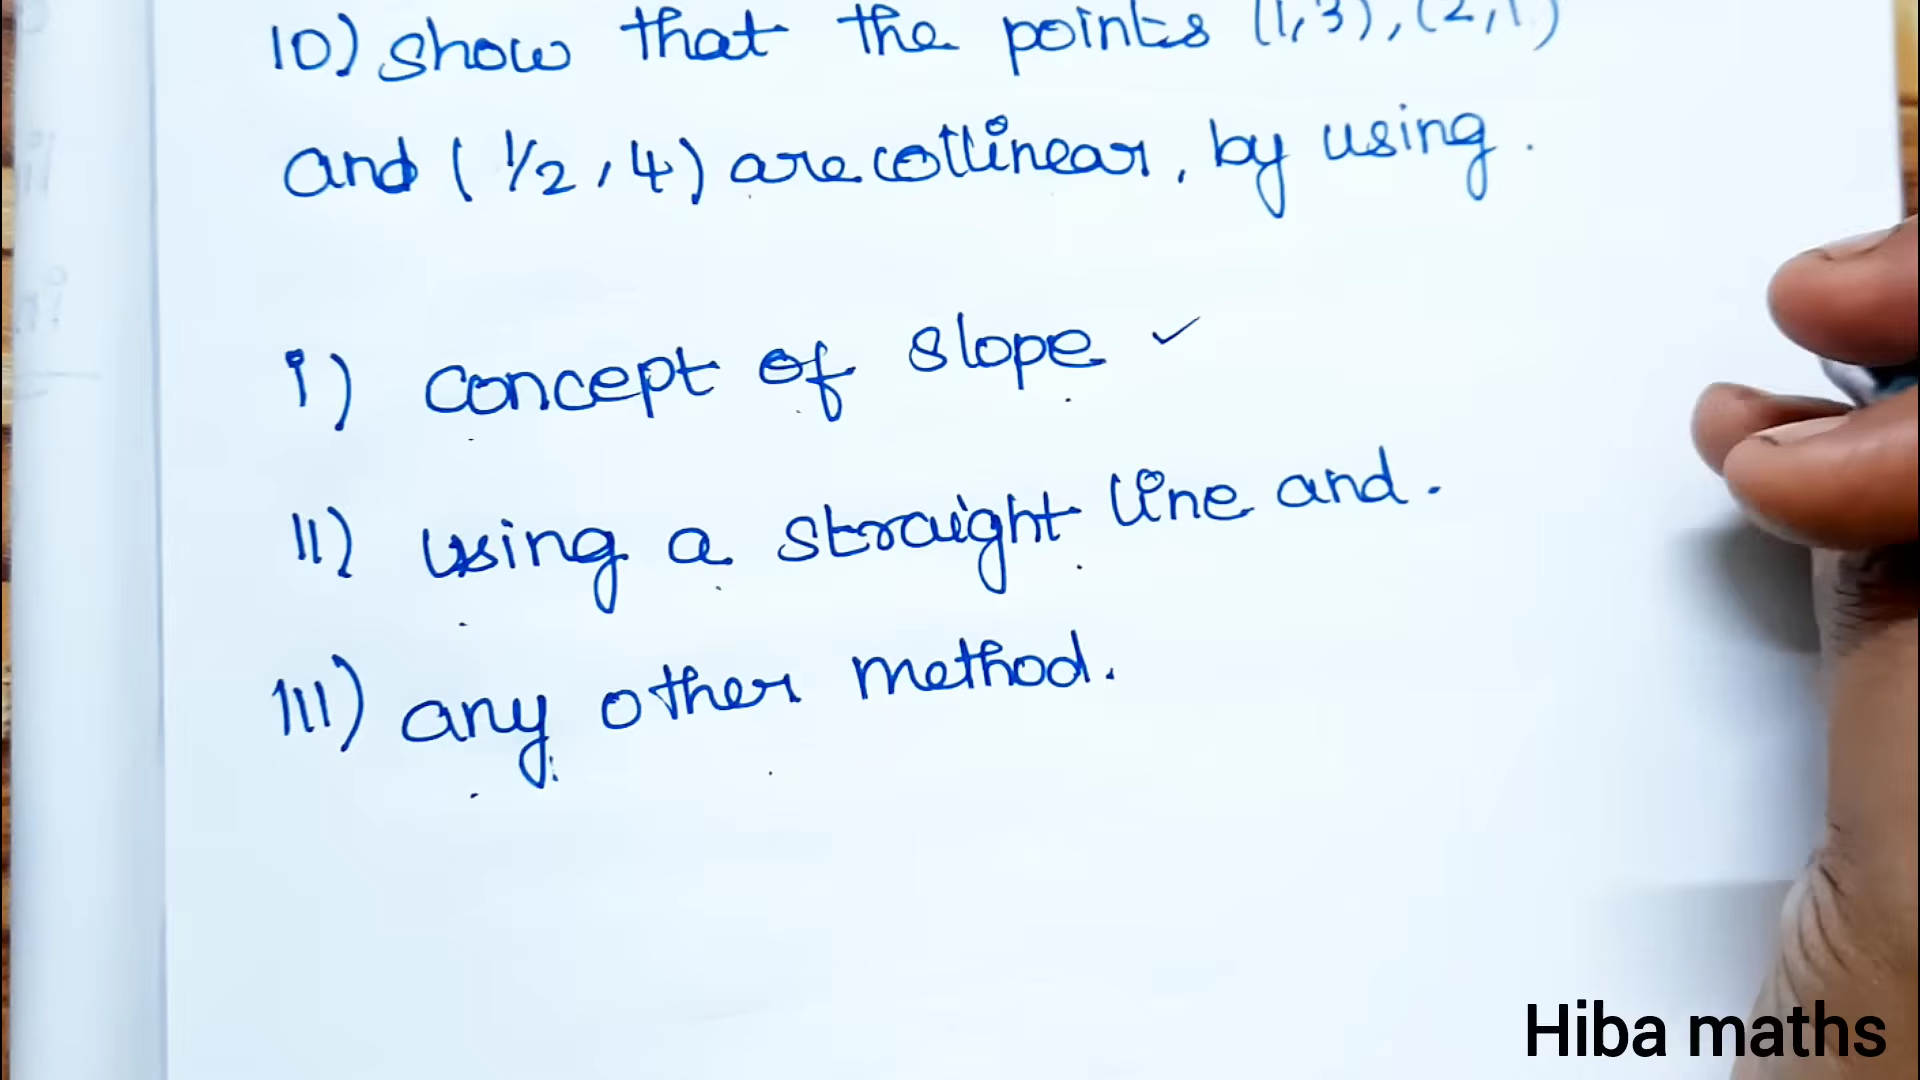 10) show that the points (1,3), (2,1)
and (1/2, 4) are collinear, by using.
i) concept of slope ✓
ii) using a straight line and.
iii) any other method.
Hiba maths